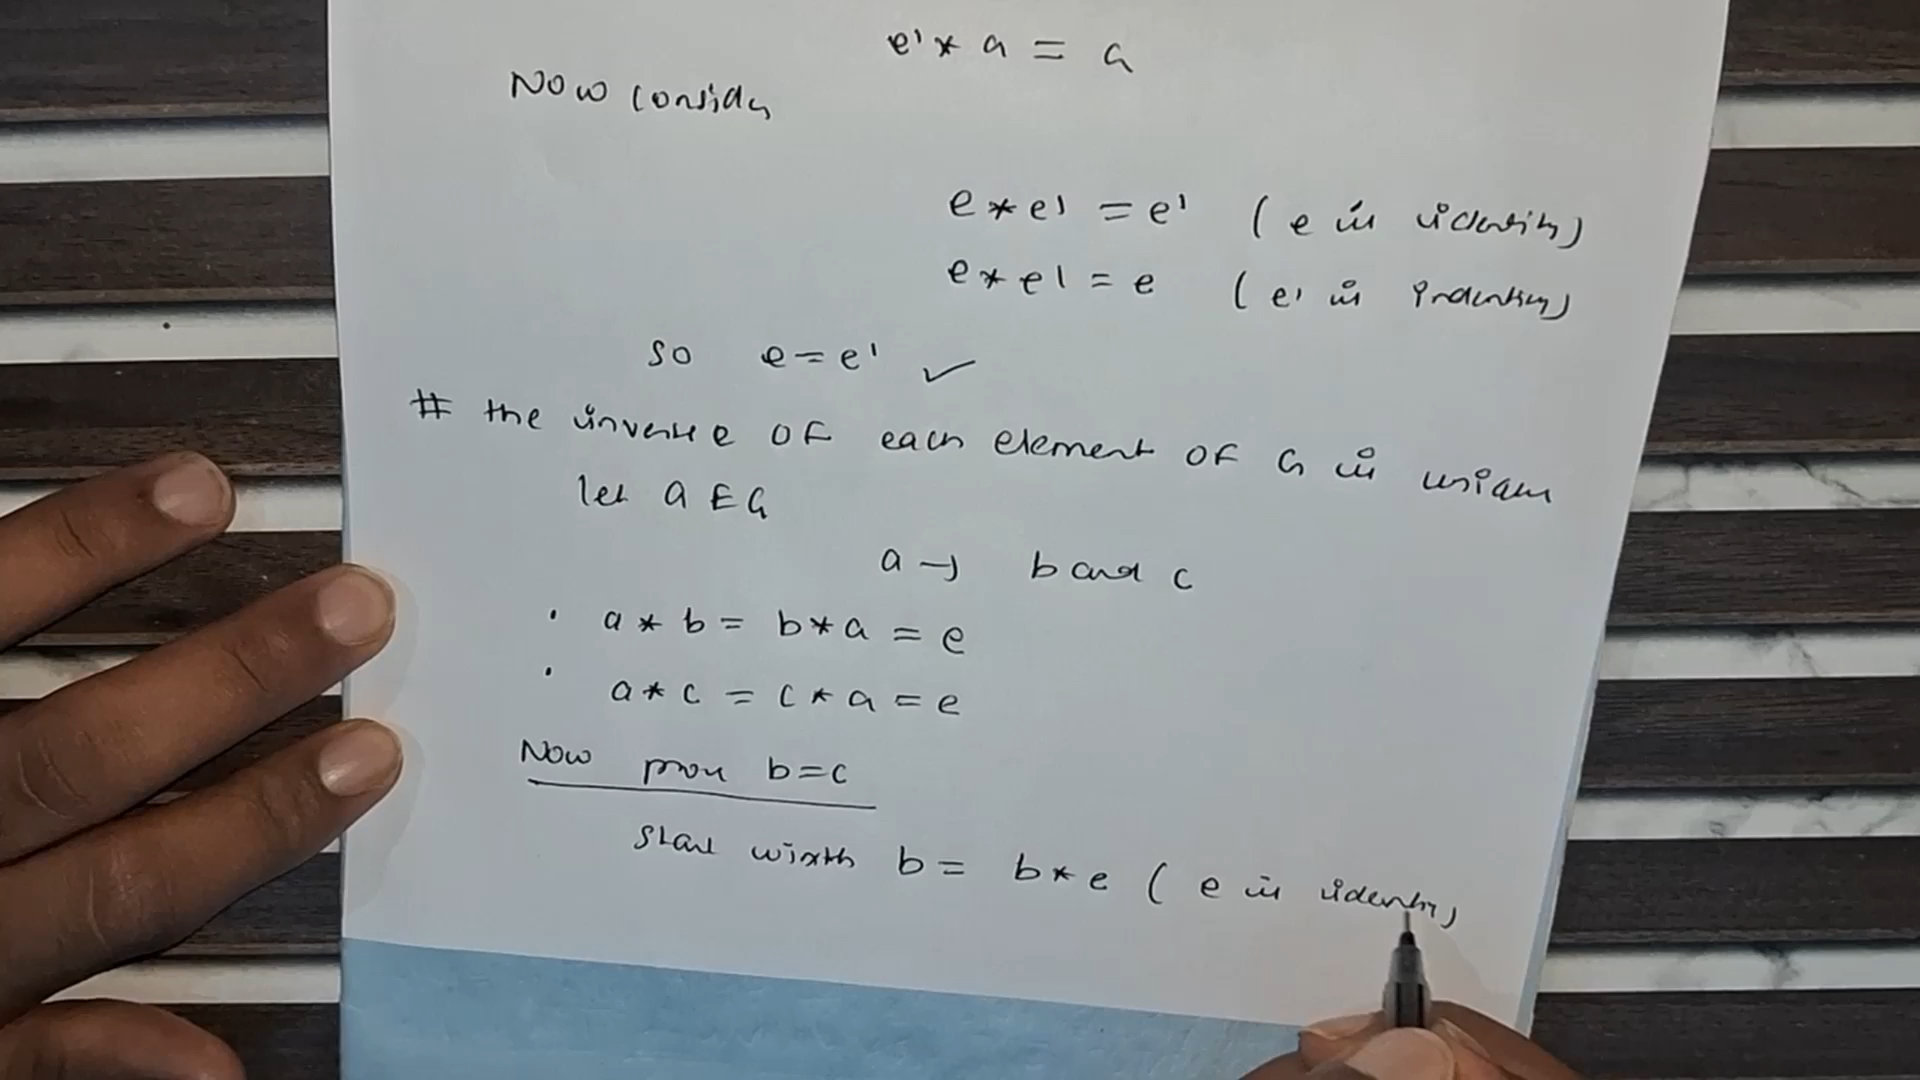 e' * a = a
Now consider
e * e' = e' (e is identity)
e * e' = e (e' is indentity)
so e = e' ✓
# the inverse of each element of G is unique
let a ∈ G
a → b and c
· a * b = b * a = e
· a * c = c * a = e
Now prove b = c
start with b = b * e (e is identity)